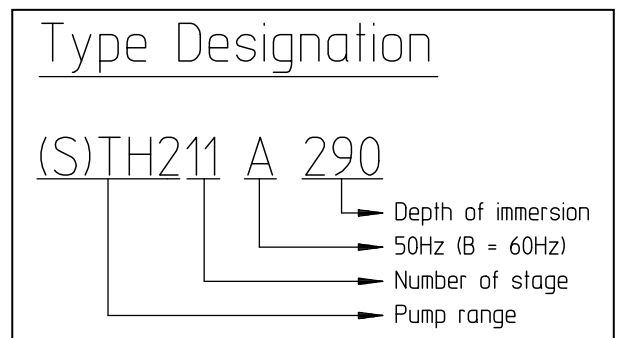 Type Designation
(S)TH211 A 290
Depth of immersion
50Hz (B = 60Hz)
Number of stage
Pump range